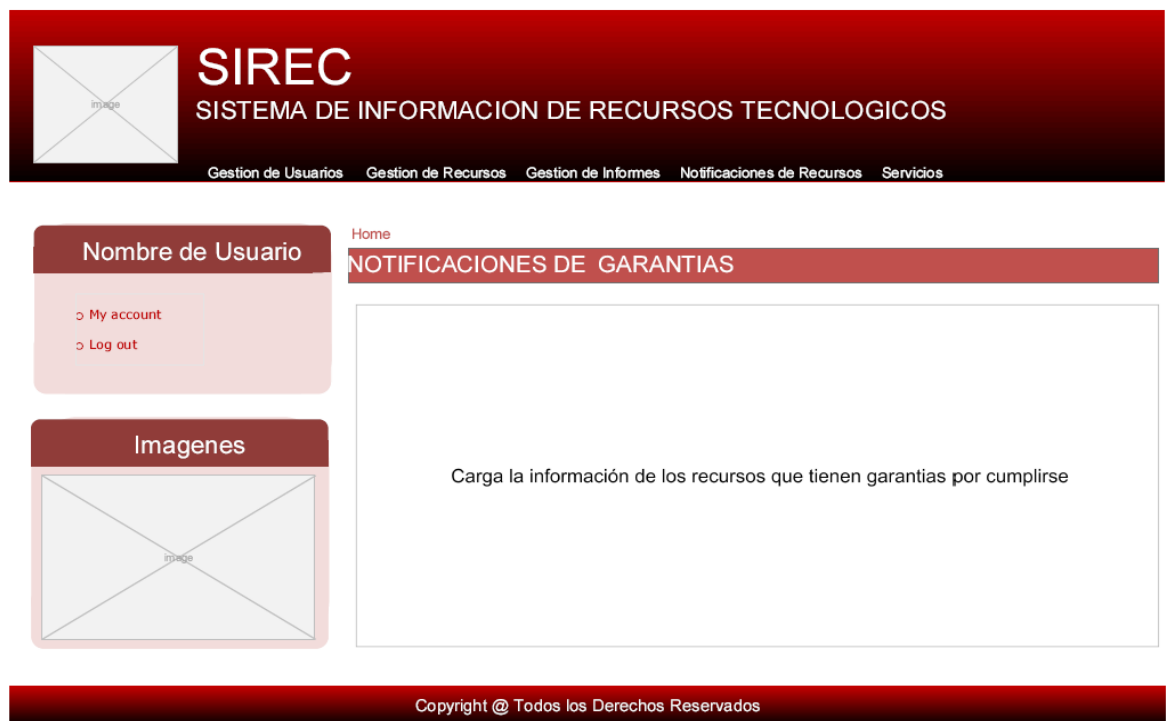 image
SIREC
SISTEMA DE INFORMACION DE RECURSOS TECNOLOGICOS
Gestion de Usuarios Gestion de Recursos Gestion de Informes Notificaciones de Recursos Servicios
Nombre de Usuario
My account
Log out
Imagenes
image
Home
NOTIFICACIONES DE GARANTIAS
Carga la información de los recursos que tienen garantias por cumplirse
Copyright @ Todos los Derechos Reservados